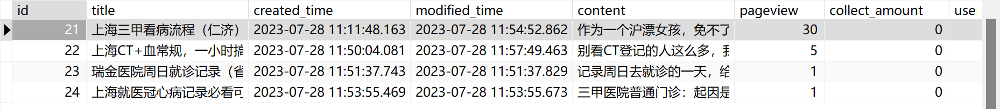 id title created_time modified_time content pageview collect_amount use
21 上海三甲看病流程（仁济） 2023-07-28 11:11:48.163 2023-07-28 11:54:52.862 作为一个沪漂女孩，免不了 30 0
22 上海CT+血常规，一小时搞 2023-07-28 11:50:04.081 2023-07-28 11:57:49.463 别看CT登记的人这么多，我 5 0
23 瑞金医院周日就诊记录（省 2023-07-28 11:51:37.743 2023-07-28 11:51:37.829 记录周日去就诊的一天，给 1 0
24 上海就医冠心病记录必看可 2023-07-28 11:53:55.469 2023-07-28 11:53:55.673 三甲医院普通门诊：起因是 1 0